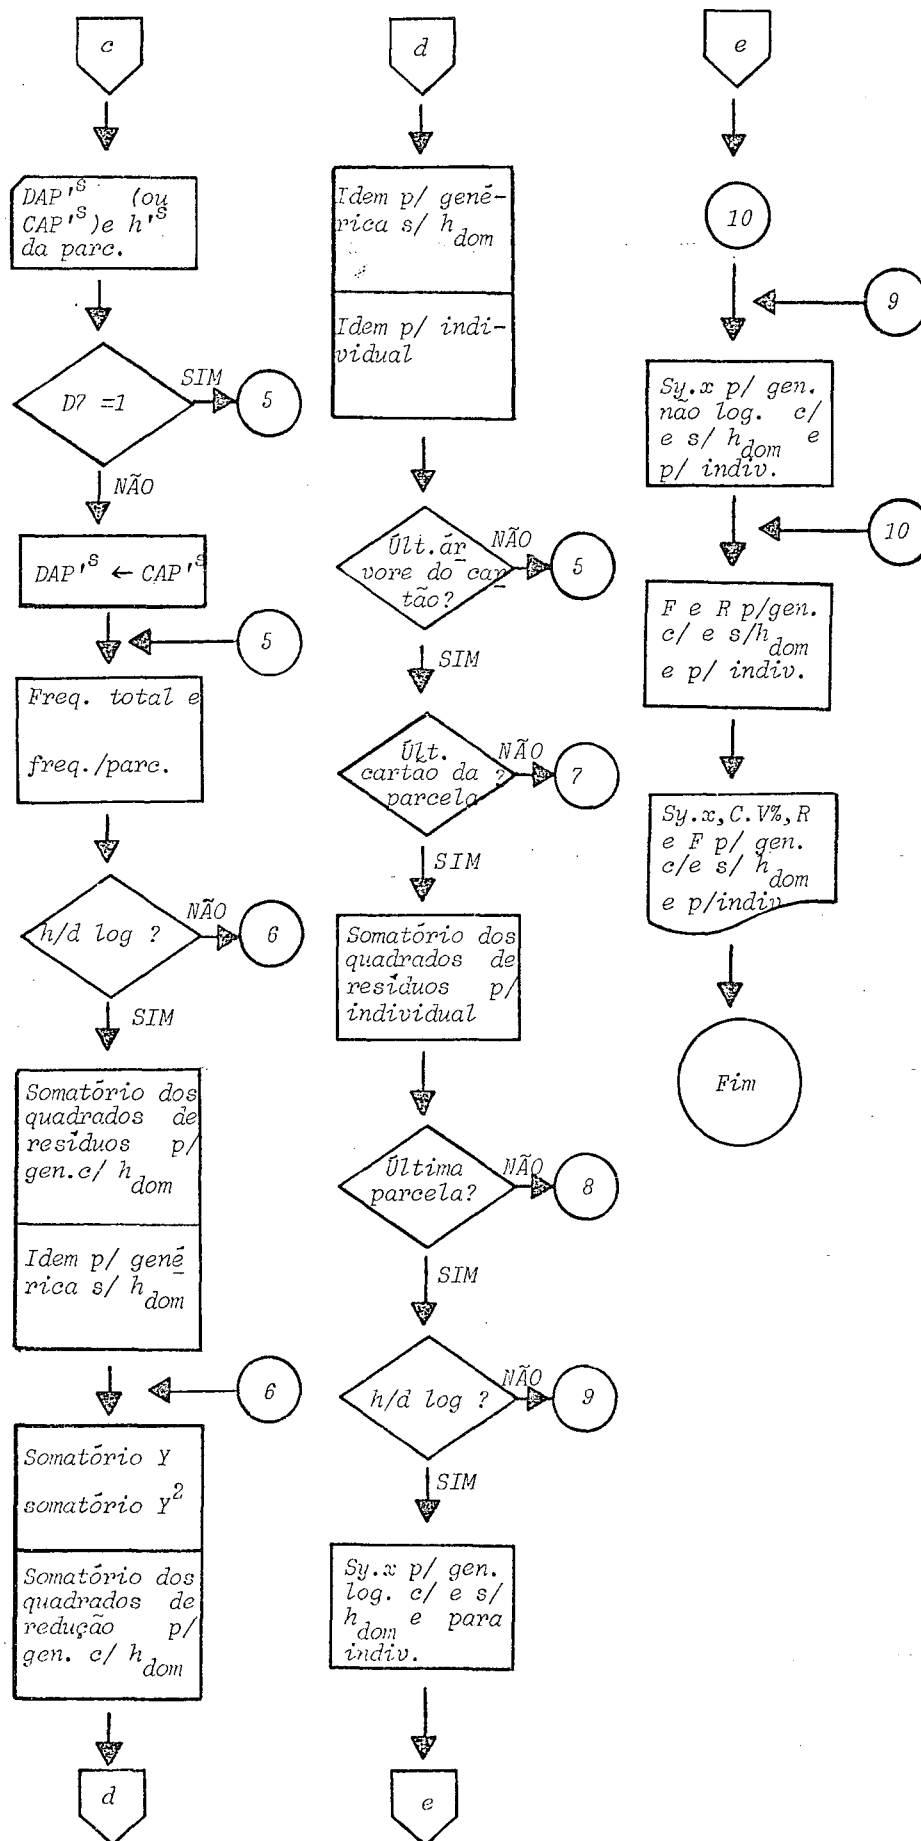 c
DAP'S (ou
CAP'S) e h'S
da parc.
D? =1
SIM
5
NÃO
DAP'S ← CAP'S
5
Freq. total e
freq./parc.
h/d log ?
NÃO
6
SIM
Somatório dos
quadrados de
resíduos p/
gen.c/ h dom
Idem p/ gené
rica s/ h dom
6
Somatório Y
somatório Y²
Somatório dos
quadrados de
redução p/
gen. c/ h dom
d
d
Idem p/ gené-
rica s/ h dom
Idem p/ indi-
vidual
Últ.ár
vore do car
tão?
NÃO
5
SIM
Últ.
cartão da ?
parcela
NÃO
7
SIM
Somatório dos
quadrados de
resíduos p/
individual
Última
parcela?
NÃO
8
SIM
h/d log ?
NÃO
9
SIM
Sy.x p/ gen.
log. c/ e s/
h dom e para
indiv.
e
e
10
9
Sy.x p/ gen.
não log. c/
e s/ h dom e
p/ indiv.
10
F e R p/gen.
c/ e s/h dom
e p/ indiv.
Sy.x,C.V%,R
e F p/ gen.
c/e s/ h dom
e p/indiv
Fim